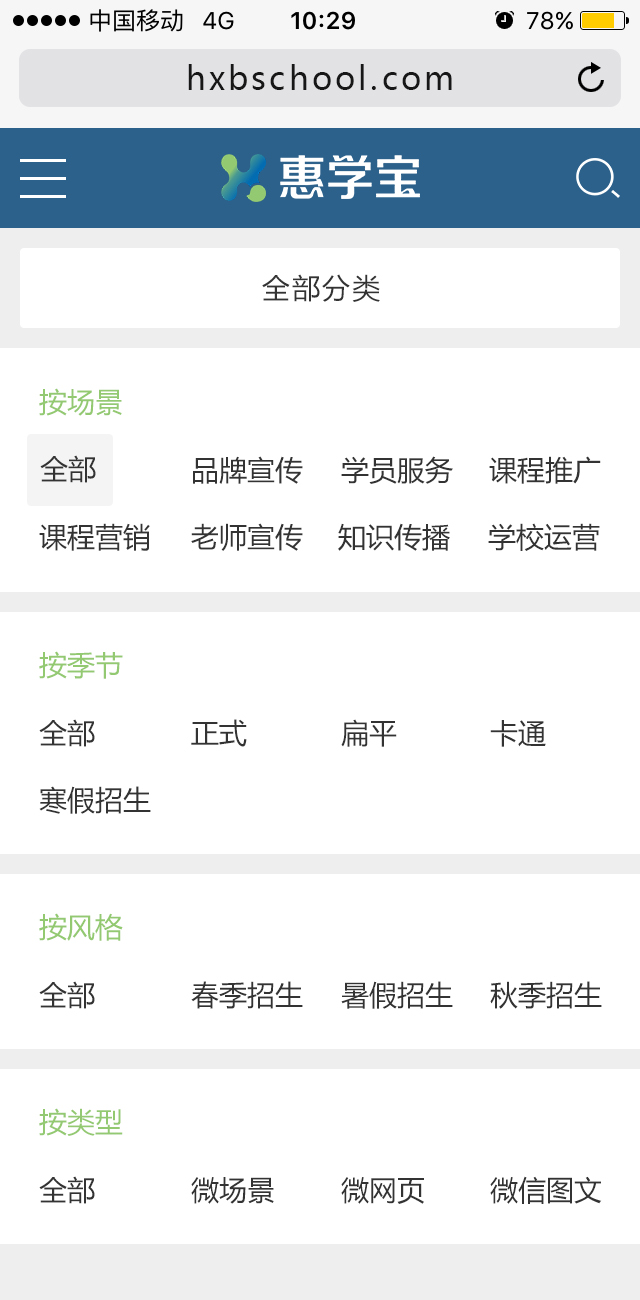 中国移动 4G 10:29 78%
hxbschool.com
惠学宝
全部分类
按场景
全部 品牌宣传 学员服务 课程推广
课程营销 老师宣传 知识传播 学校运营
按季节
全部 正式 扁平 卡通
寒假招生
按风格
全部 春季招生 暑假招生 秋季招生
按类型
全部 微场景 微网页 微信图文